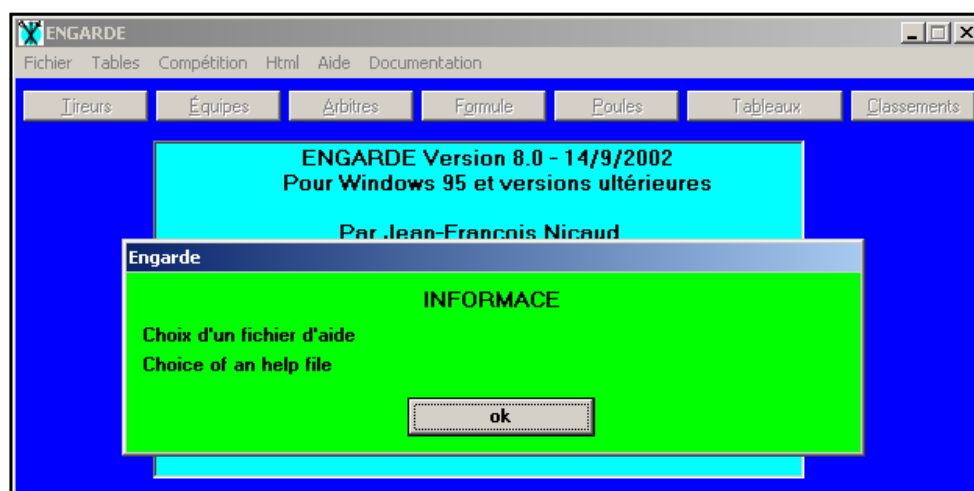 ENGARDE
Fichier Tables Compétition Html Aide Documentation
Tireurs Équipes Arbitres Formule Poules Tableaux Classements
ENGARDE Version 8.0 - 14/9/2002
Pour Windows 95 et versions ultérieures
Par Jean-François Nicaud
Engarde
INFORMACE
Choix d'un fichier d'aide
Choice of an help file
ok